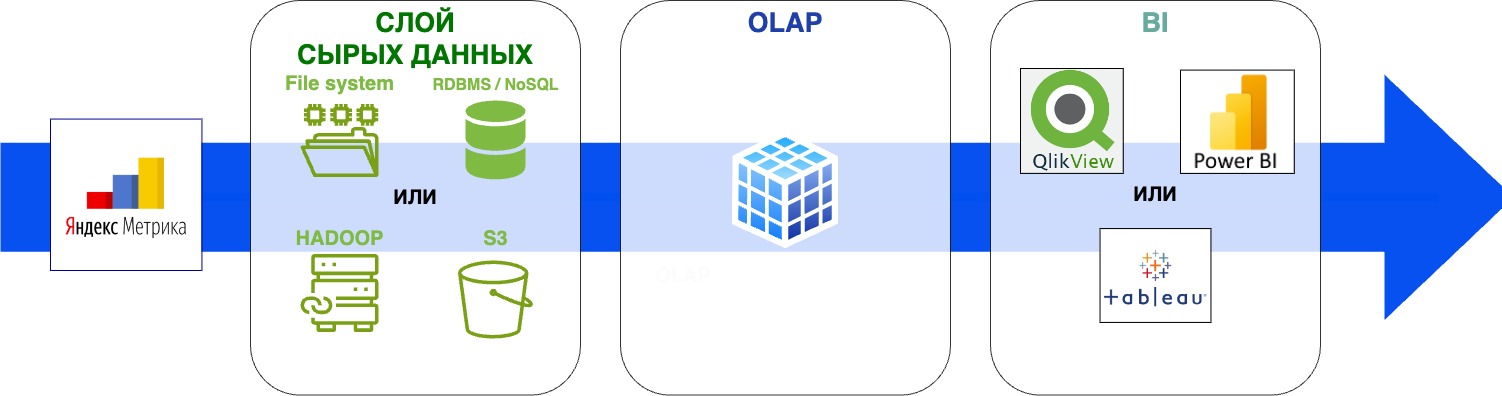 СЛОЙ
СЫРЫХ ДАННЫХ
File system
RDBMS / NoSQL
ИЛИ
HADOOP
S3
Яндекс Метрика
OLAP
OLAP
BI
QlikView
Power BI
ИЛИ
+ableau